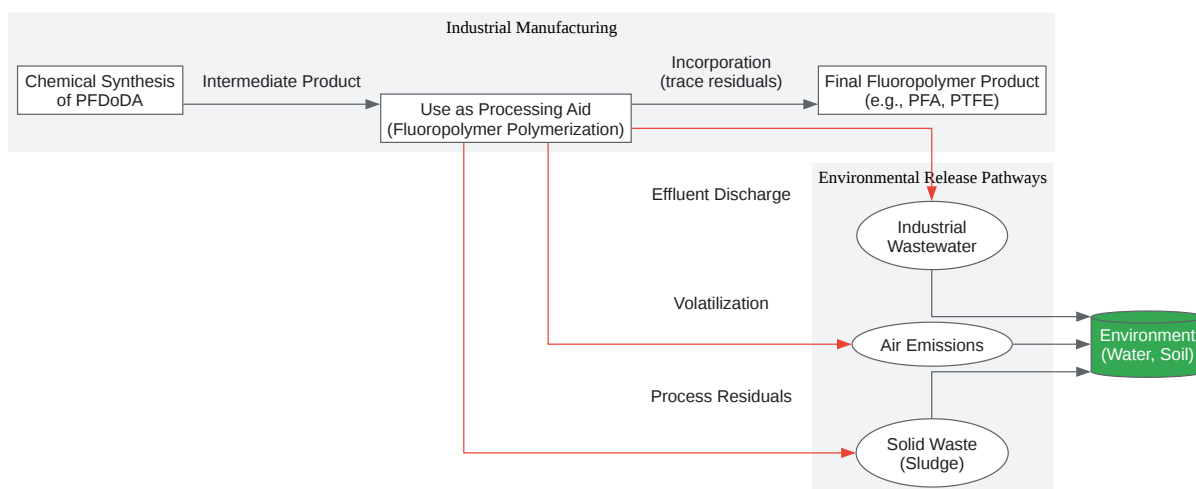 Industrial Manufacturing
Chemical Synthesis
of PFDoDA
Intermediate Product
Use as Processing Aid
(Fluoropolymer Polymerization)
Incorporation
(trace residuals)
Final Fluoropolymer Product
(e.g., PFA, PTFE)
Environmental Release Pathways
Effluent Discharge
Industrial
Wastewater
Volatilization
Air Emissions
Environment
(Water, Soil)
Process Residuals
Solid Waste
(Sludge)